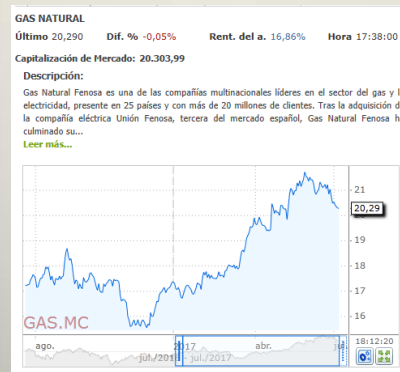 GAS NATURAL
Último 20,290 Dif. % -0,05% Rent. del a. 16,86% Hora 17:38:00
Capitalización de Mercado: 20.303,99
Descripción:
Gas Natural Fenosa es una de las compañías multinacionales líderes en el sector del gas y l
electricidad, presente en 25 países y con más de 20 millones de clientes. Tras la adquisición d
la compañía eléctrica Unión Fenosa, tercera del mercado español, Gas Natural Fenosa h
culminado su...
Leer más...
21
20,29
20
19
18
17
16
GAS.MC
ago. 2017 abr. jul.
18:12:20
jul./201 jul./2017